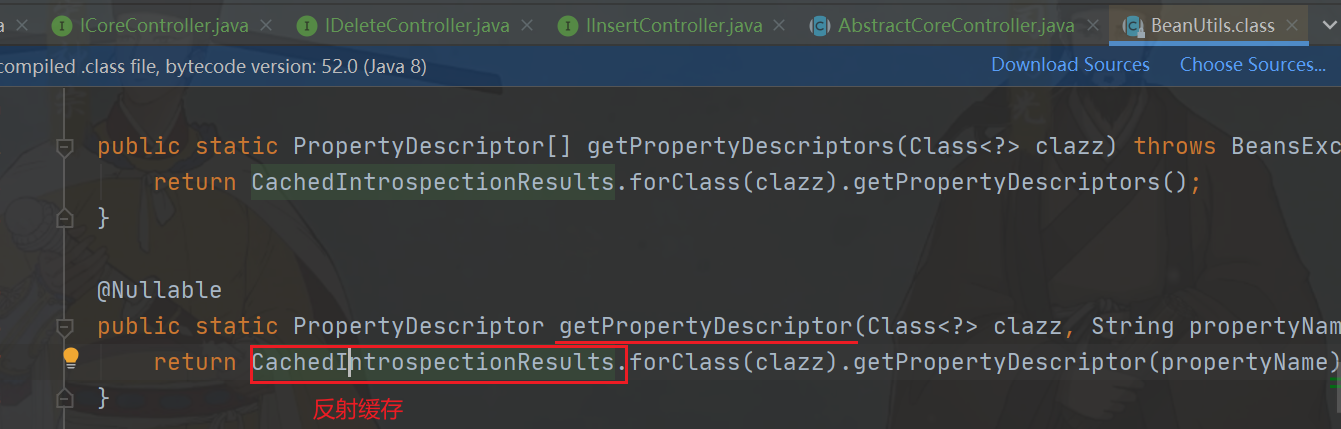 a ICoreController.java IDeleteController.java IInsertController.java AbstractCoreController.java BeanUtils.class
compiled .class file, bytecode version: 52.0 (Java 8) Download Sources Choose Sources...
public static PropertyDescriptor[] getPropertyDescriptors(Class<?> clazz) throws BeansExc
return CachedIntrospectionResults.forClass(clazz).getPropertyDescriptors();
}
@Nullable
public static PropertyDescriptor getPropertyDescriptor(Class<?> clazz, String propertyNam
return CachedIntrospectionResults.forClass(clazz).getPropertyDescriptor(propertyName)
}
反射缓存